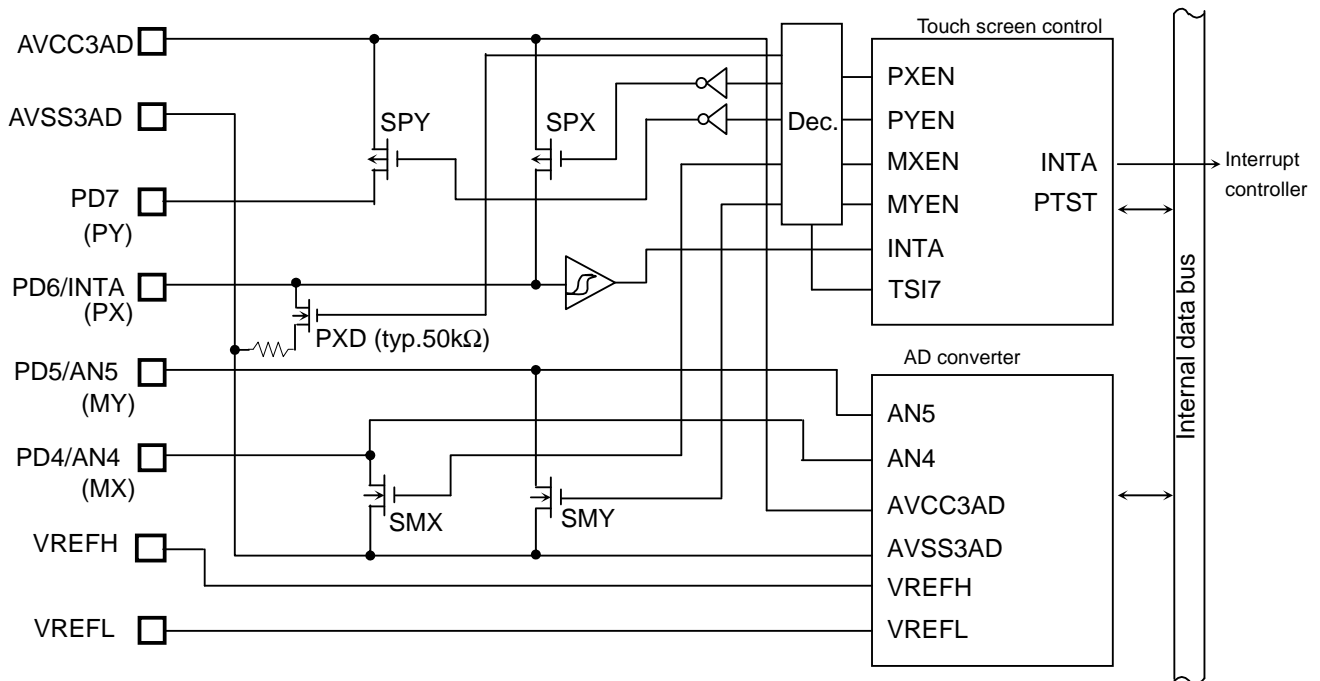 AVCC3AD
AVSS3AD
PD7
(PY)
PD6/INTA
(PX)
PD5/AN5
(MY)
PD4/AN4
(MX)
VREFH
VREFL
SPY
SPX
PXD (typ.50kΩ)
SMX
SMY
Dec.
Touch screen control
PXEN
PYEN
MXEN
MYEN
INTA
TSI7
INTA
PTST
Interrupt
controller
AD converter
AN5
AN4
AVCC3AD
AVSS3AD
VREFH
VREFL
Internal data bus